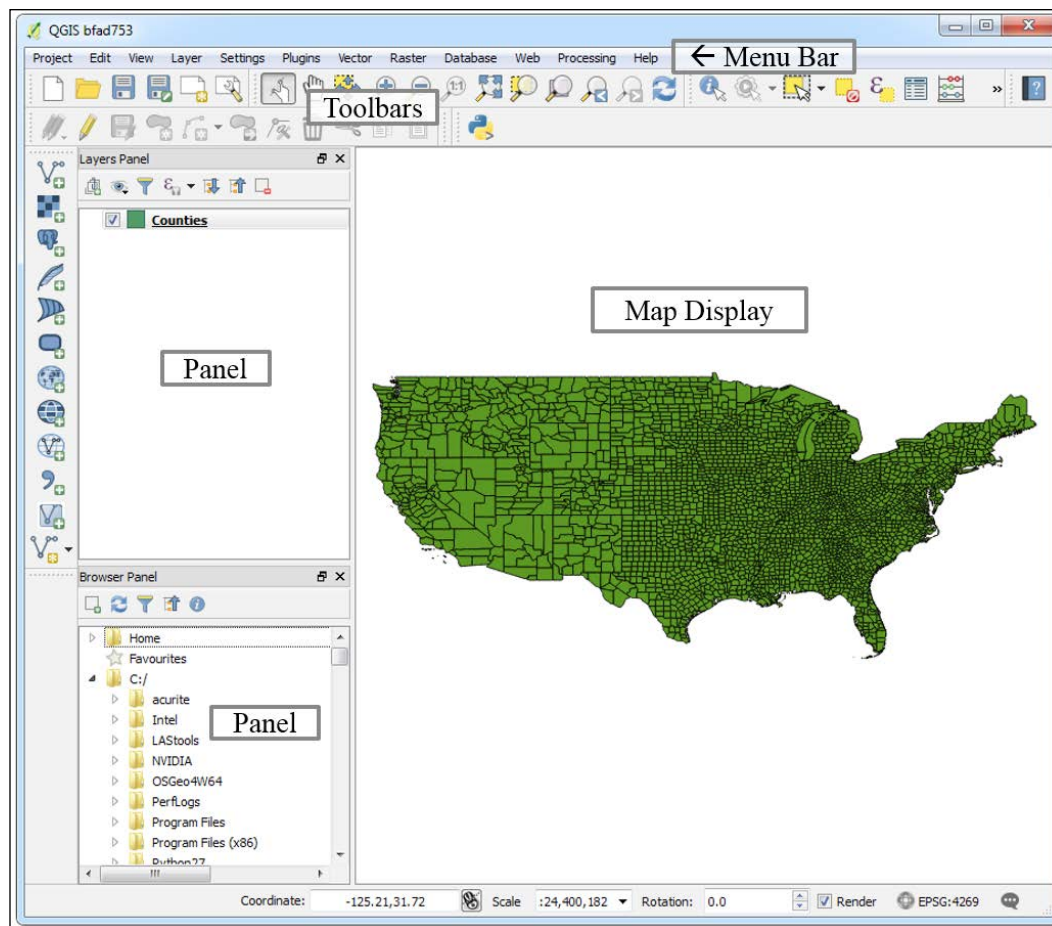 QGIS bfad753
Project Edit View Layer Settings Plugins Vector Raster Database Web Processing Help
← Menu Bar
Toolbars
Layers Panel
Counties
Map Display
Panel
Browser Panel
Home
Favourites
C:/
acurite
Intel
Panel
LAStools
NVIDIA
OSGeo4W64
PerfLogs
Program Files
Program Files (x86)
Python27
Coordinate: -125.21,31.72 Scale :24,400,182 Rotation: 0.0 Render EPSG:4269